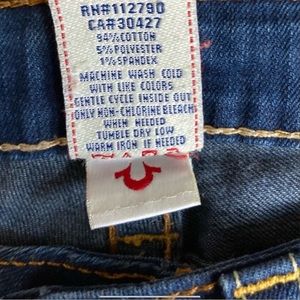 RN#112790
CA#30427
94%COTTON
5%POLYESTER
1%SPANDEX
MACHINE WASH COLD
WITH LIKE COLORS
GENTLE CYCLE INSIDE OUT
ONLY NON-CHLORINE BLEACH
WHEN NEEDED
TUMBLE DRY LOW
WARM IRON IF NEEDED